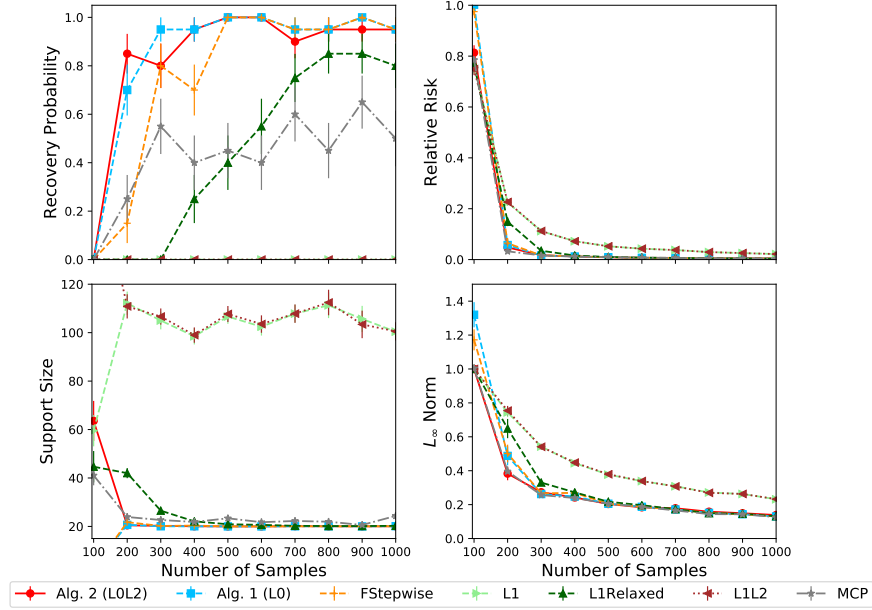 Recovery Probability
1.0
0.8
0.6
0.4
0.2
0.0
Relative Risk
1.0
0.8
0.6
0.4
0.2
0.0
Support Size
120
100
80
60
40
20
100 200 300 400 500 600 700 800 900 1000
Number of Samples
L∞ Norm
1.4
1.2
1.0
0.8
0.6
0.4
0.2
0.0
100 200 300 400 500 600 700 800 900 1000
Number of Samples
Alg. 2 (L0L2) Alg. 1 (L0) FStepwise L1 L1Relaxed L1L2 MCP